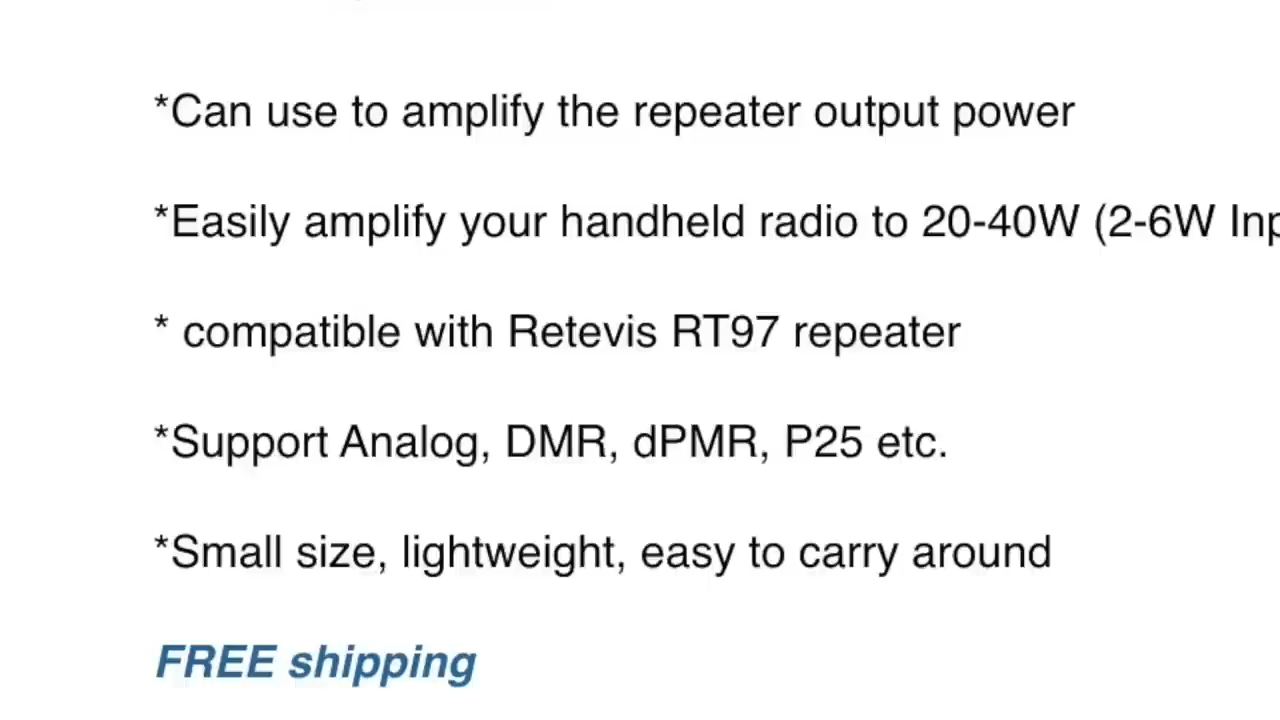 *Can use to amplify the repeater output power
*Easily amplify your handheld radio to 20-40W (2-6W
* compatible with Retevis RT97 repeater
*Support Analog, DMR, dPMR, P25 etc.
*Small size, lightweight, easy to carry around
FREE shipping